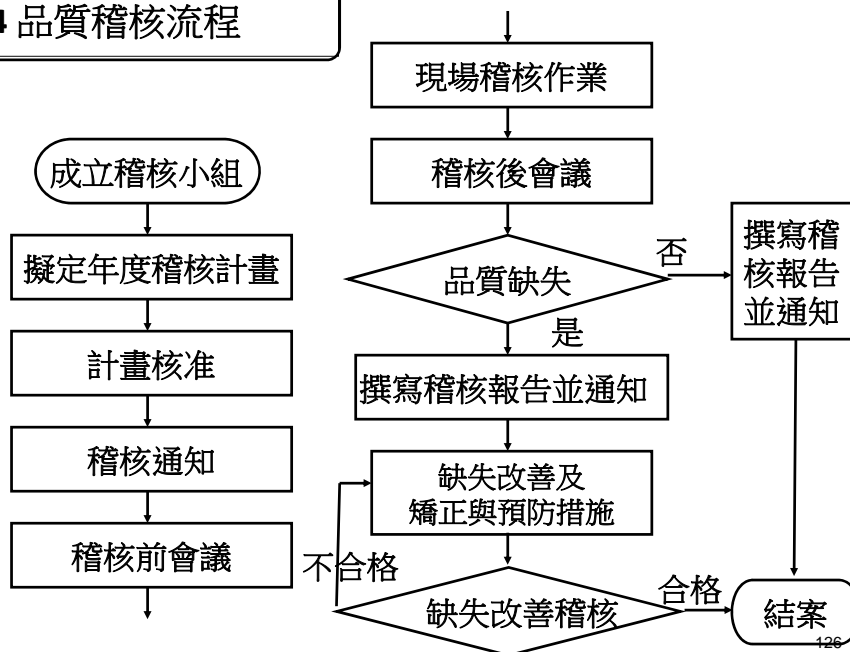 4 品質稽核流程
成立稽核小組
擬定年度稽核計畫
計畫核准
稽核通知
稽核前會議
現場稽核作業
稽核後會議
品質缺失
否
是
撰寫稽
核報告
並通知
撰寫稽核報告並通知
缺失改善及
矯正與預防措施
不合格
缺失改善稽核
合格
結案
126